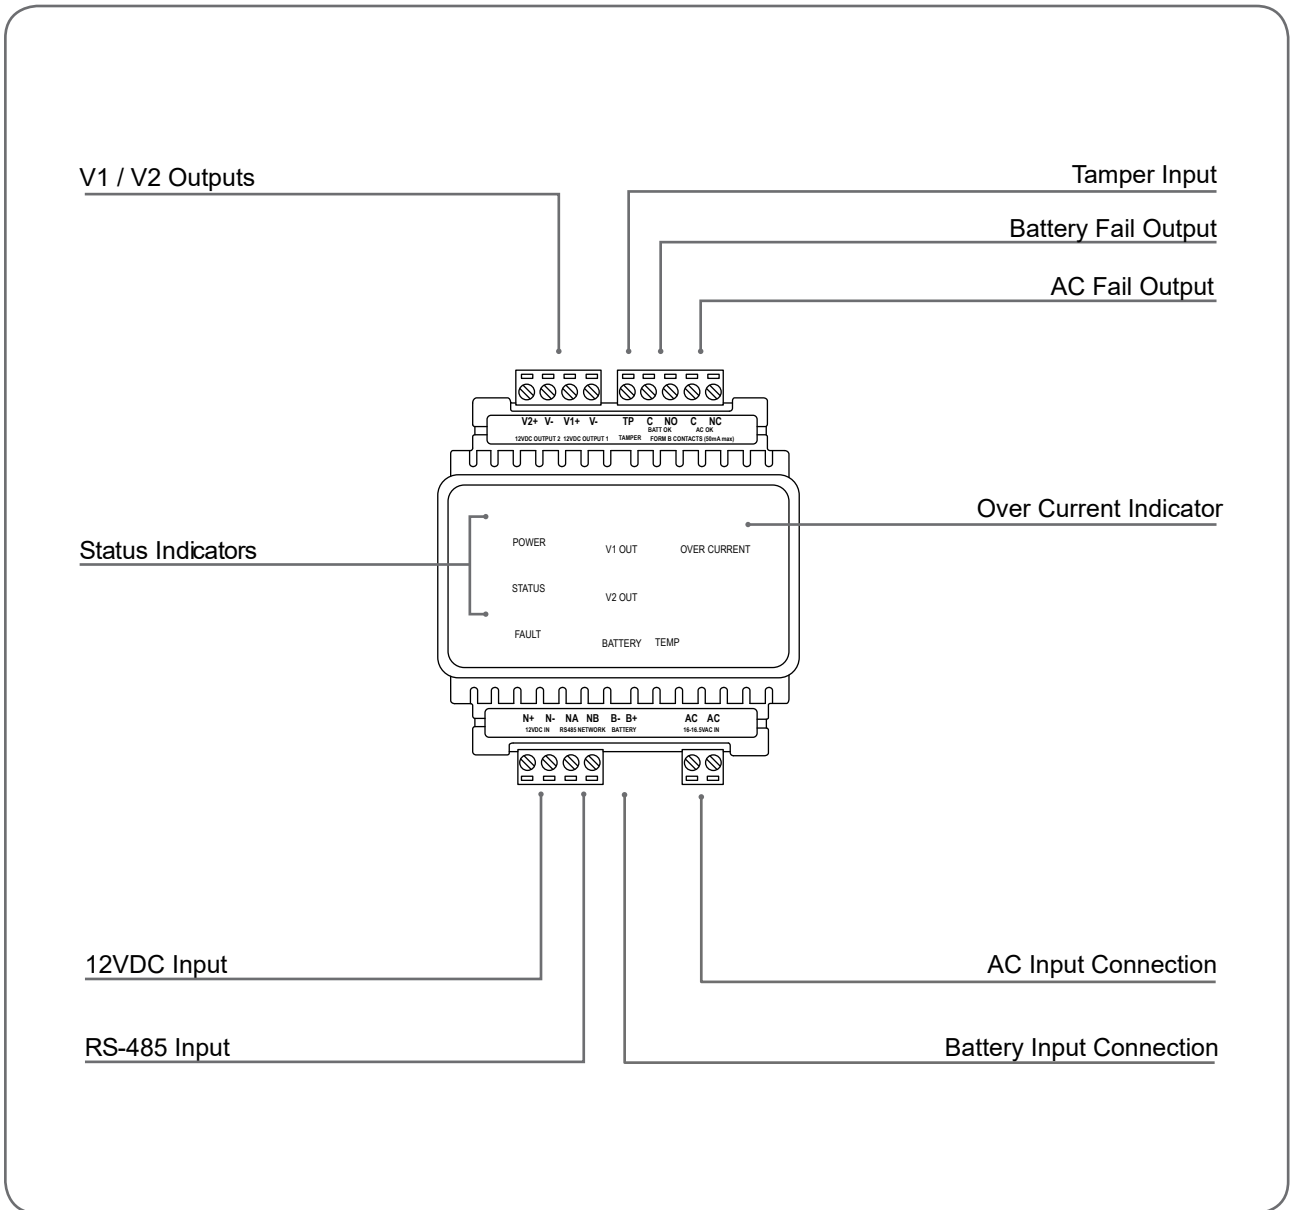 V1 / V2 Outputs
Tamper Input
Battery Fail Output
AC Fail Output
V2+ V- V1+ V- TP C NO C NC
BATT OK AC OK
12VDC OUTPUT 2 12VDC OUTPUT 1 TAMPER FORM B CONTACTS (50mA max)
Over Current Indicator
Status Indicators
POWER
V1 OUT
OVER CURRENT
STATUS
V2 OUT
FAULT
BATTERY
TEMP
N+ N- NA NB B- B+ AC AC
12VDC IN RS485 NETWORK BATTERY 16-16.5VAC IN
12VDC Input
AC Input Connection
RS-485 Input
Battery Input Connection